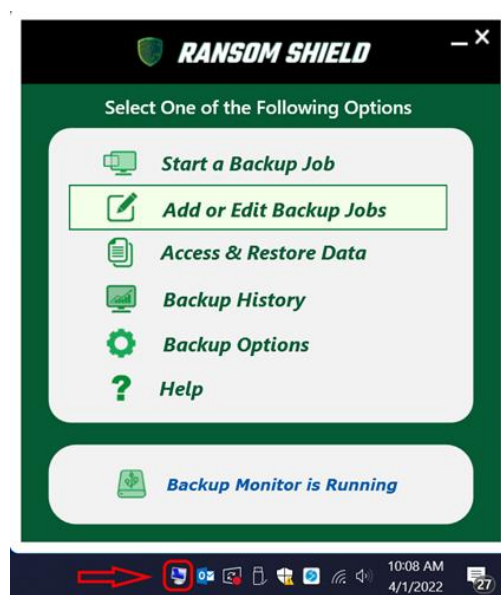 RANSOM SHIELD
Select One of the Following Options
Start a Backup Job
Add or Edit Backup Jobs
Access & Restore Data
Backup History
Backup Options
? Help
Backup Monitor is Running
10:08 AM
4/1/2022
27